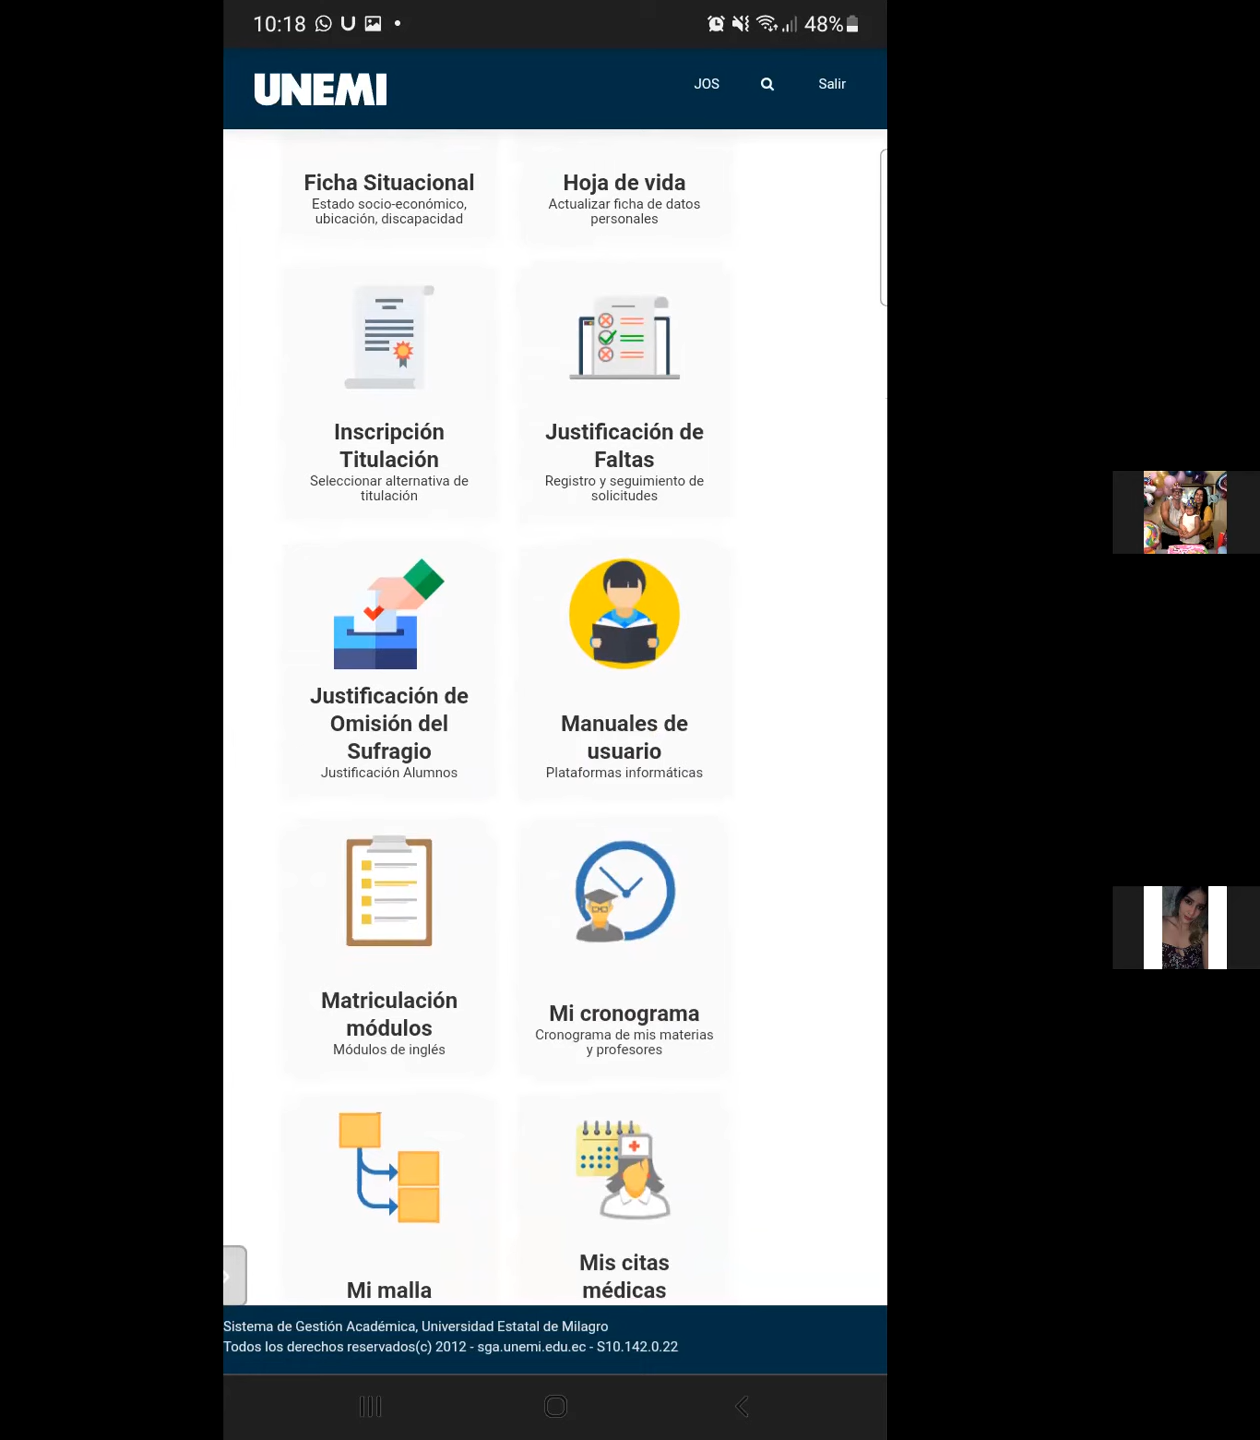 10:18 U 48%
UNEMI JOS Salir
Ficha Situacional
Estado socio-económico,
ubicación, discapacidad
Hoja de vida
Actualizar ficha de datos
personales
Inscripción
Titulación
Seleccionar alternativa de
titulación
Justificación de
Faltas
Registro y seguimiento de
solicitudes
Justificación de
Omisión del
Sufragio
Justificación Alumnos
Manuales de
usuario
Plataformas informáticas
Matriculación
módulos
Módulos de inglés
Mi cronograma
Cronograma de mis materias
y profesores
Mi malla
Mis citas
médicas
Sistema de Gestión Académica, Universidad Estatal de Milagro
Todos los derechos reservados(c) 2012 - sga.unemi.edu.ec - S10.142.0.22